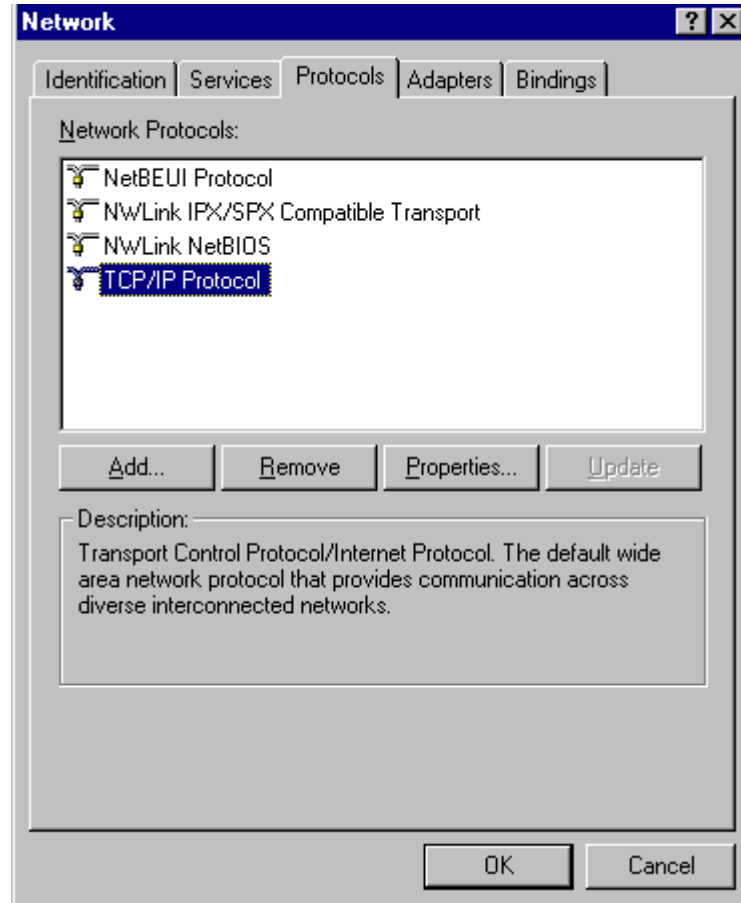 Network
Identification Services Protocols Adapters Bindings
Network Protocols:
NetBEUI Protocol
NWLink IPX/SPX Compatible Transport
NWLink NetBIOS
TCP/IP Protocol
Add... Remove Properties... Update
Description:
Transport Control Protocol/Internet Protocol. The default wide
area network protocol that provides communication across
diverse interconnected networks.
OK Cancel